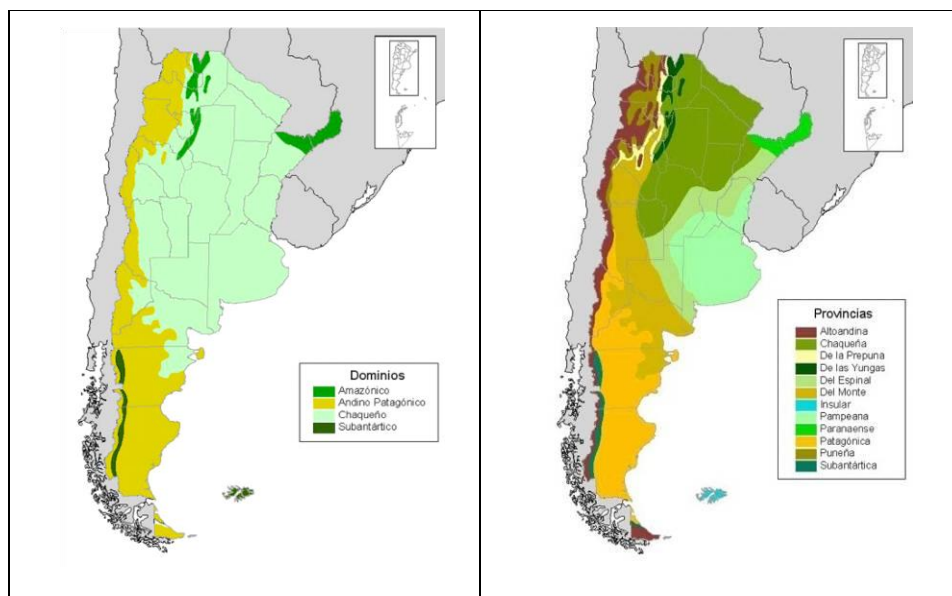 Dominios
Amazónico
Andino Patagónico
Chaqueño
Subantártico
Provincias
Altoandina
Chaqueña
De la Prepuna
De las Yungas
Del Espinal
Del Monte
Insular
Pampeana
Paranaense
Patagónica
Puneña
Subantártica